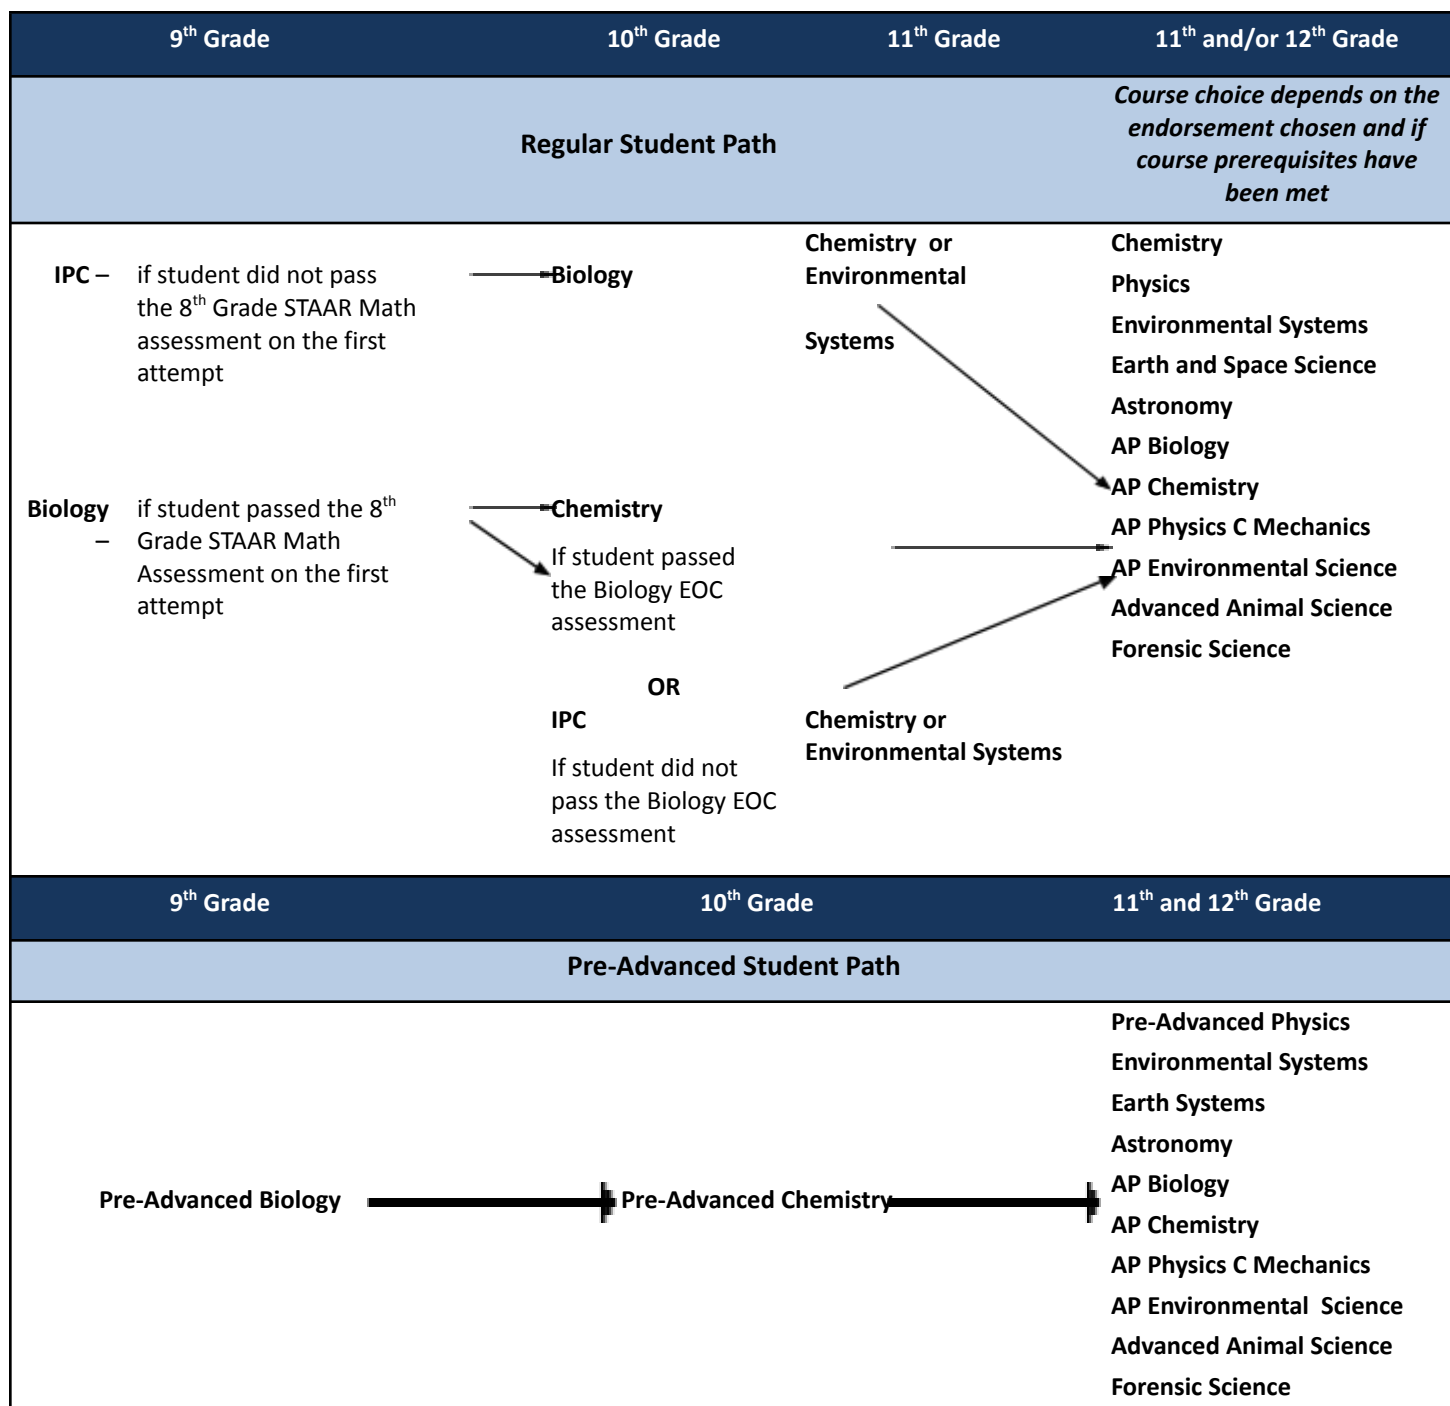 9th Grade
10th Grade
11th Grade
11th and/or 12th Grade
Regular Student Path
Course choice depends on the
endorsement chosen and if
course prerequisites have
been met
IPC – if student did not pass
the 8th Grade STAAR Math
assessment on the first
attempt
Biology
Chemistry or
Environmental
Systems
Biology – if student passed the 8th
Grade STAAR Math
Assessment on the first
attempt
Chemistry
If student passed
the Biology EOC
assessment
OR
IPC
If student did not
pass the Biology EOC
assessment
Chemistry or
Environmental Systems
Chemistry
Physics
Environmental Systems
Earth and Space Science
Astronomy
AP Biology
AP Chemistry
AP Physics C Mechanics
AP Environmental Science
Advanced Animal Science
Forensic Science
9th Grade
10th Grade
11th and 12th Grade
Pre-Advanced Student Path
Pre-Advanced Biology
Pre-Advanced Chemistry
Pre-Advanced Physics
Environmental Systems
Earth Systems
Astronomy
AP Biology
AP Chemistry
AP Physics C Mechanics
AP Environmental Science
Advanced Animal Science
Forensic Science